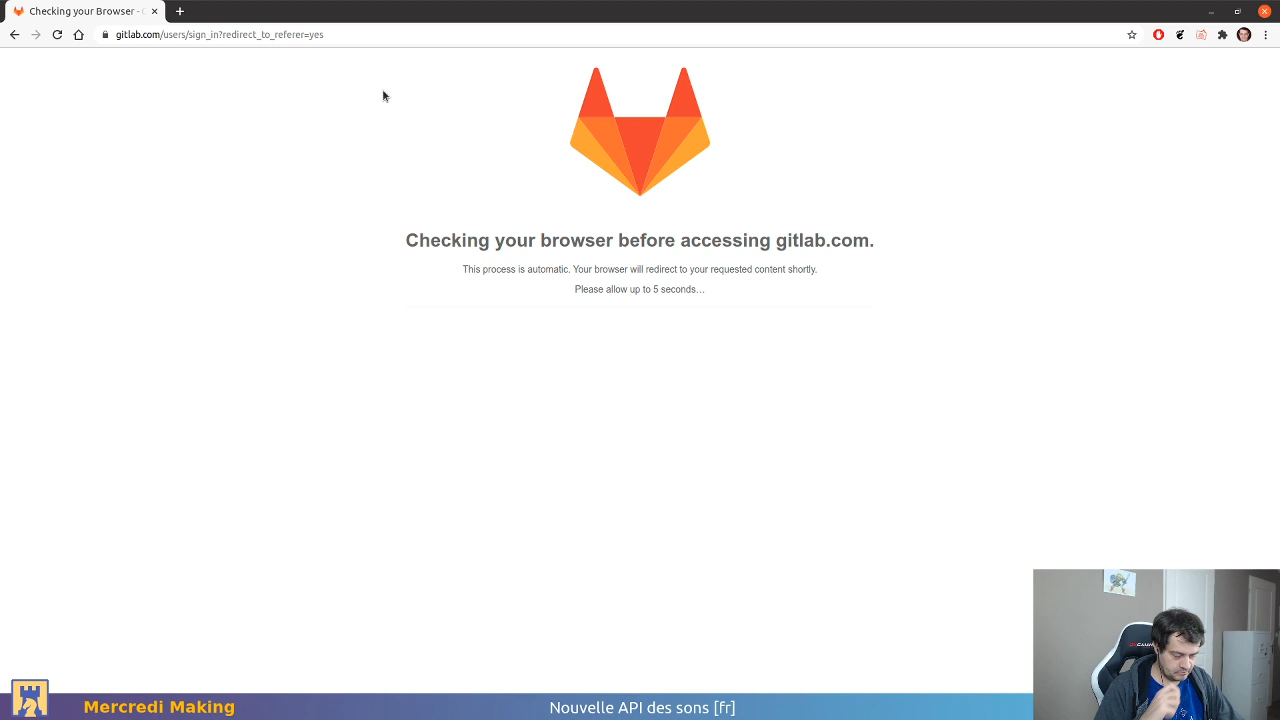 Checking your Browser -
gitlab.com/users/sign_in?redirect_to_referer=yes
Checking your browser before accessing gitlab.com.
This process is automatic. Your browser will redirect to your requested content shortly.
Please allow up to 5 seconds…
Mercredi Making
Nouvelle API des sons [fr]